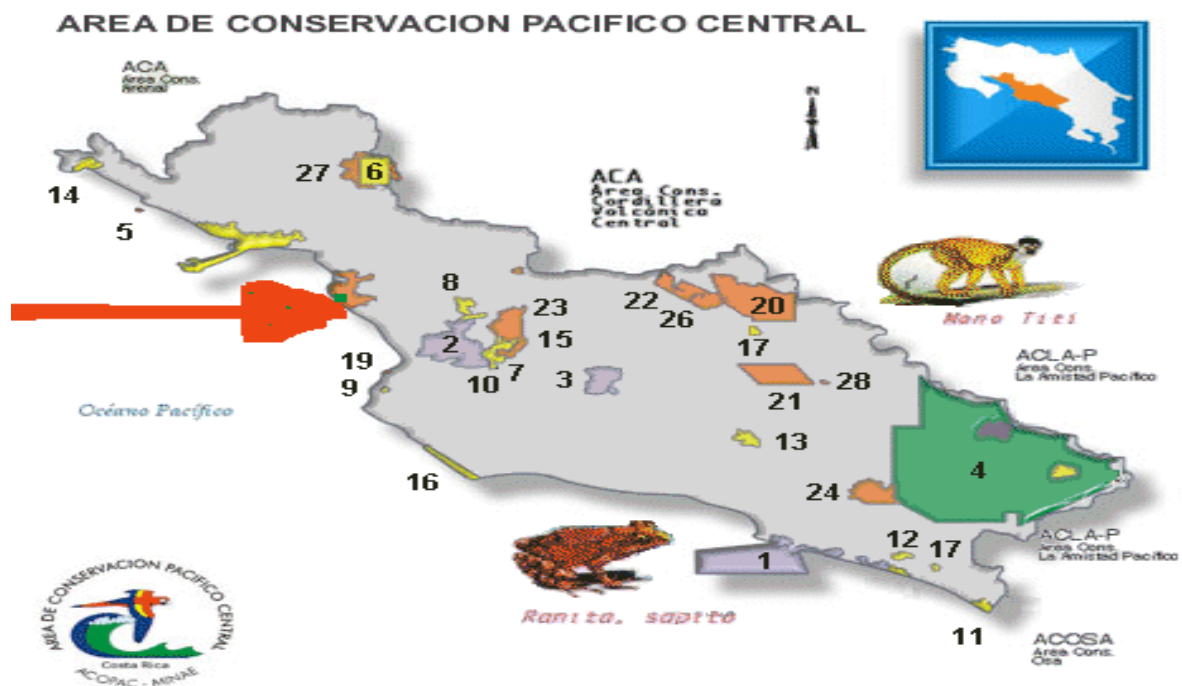 AREA DE CONSERVACION PACIFICO CENTRAL
ACA
Area Cons.
Arenal
N
27
6
14
5
ACA
Area Cons.
Cordillera
Volcánica
Central
8
23
22
20
26
Mono Titi
2
15
17
19
7
ACLA-P
Area Cons.
La Amistad Pacífico
9
10
3
28
21
Océano Pacífico
13
4
16
24
12
17
ACLA-P
Area Cons.
La Amistad Pacífico
1
Ranita, sapito
11
ACOSA
Area Cons.
Osa
AREA DE CONSERVACION PACIFICO CENTRAL
Costa Rica
ACOPAC - MINAE